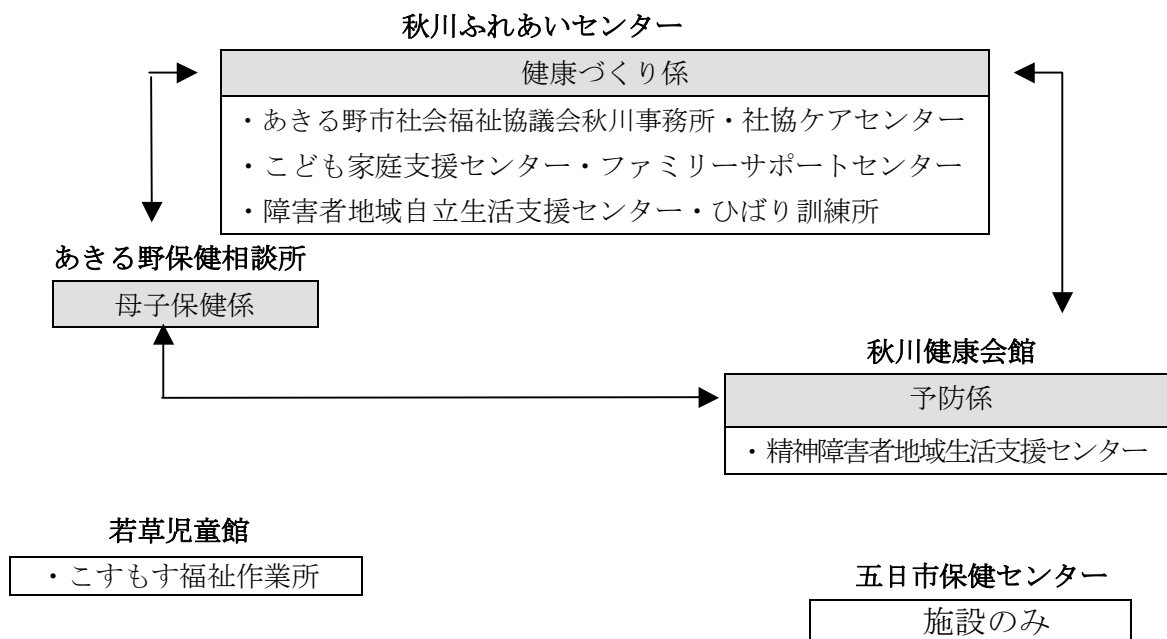 秋川ふれあいセンター
健康づくり係
・あきる野市社会福祉協議会秋川事務所・社協ケアセンター
・こども家庭支援センター・ファミリーサポートセンター
・障害者地域自立生活支援センター・ひばり訓練所
あきる野保健相談所
母子保健係
秋川健康会館
予防係
・精神障害者地域生活支援センター
若草児童館
・こすもす福祉作業所
五日市保健センター
施設のみ